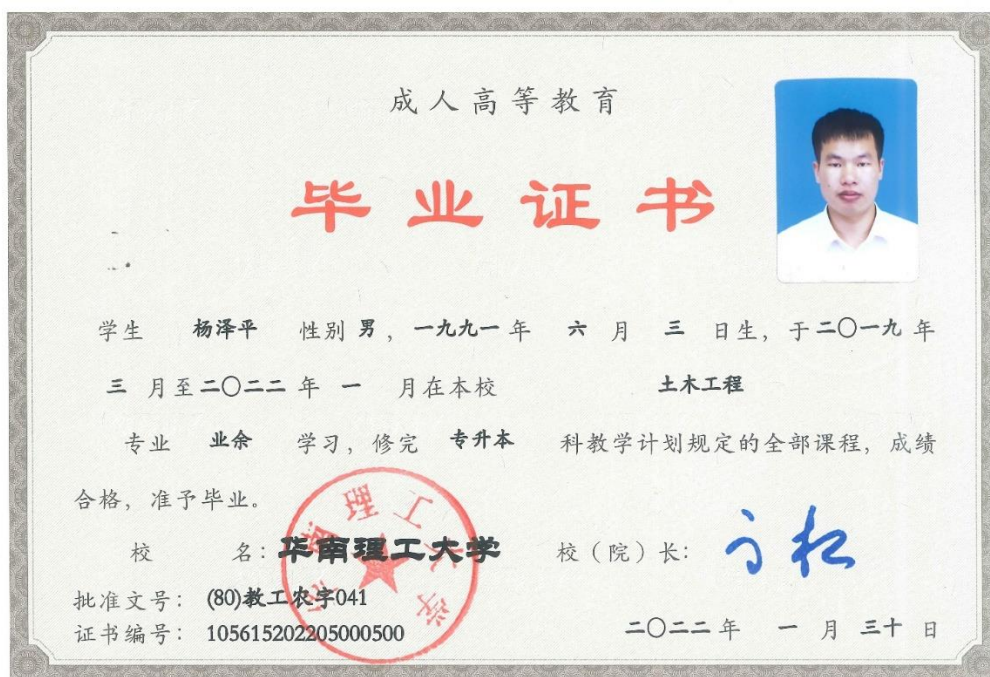 成人高等教育
毕业证书
学生 杨泽平 性别 男，一九九一年 六 月 三 日生，于二〇一九年
三 月至二〇二二年 一 月在本校 土木工程
专业 业余 学习，修完 专升本 科教学计划规定的全部课程，成绩
合格，准予毕业。
校 名：华南理工大学 校（院）长：
批准文号： (80)教工农字041
证书编号： 105615202205000500
二〇二二年 一 月 三十 日
华南理工大学